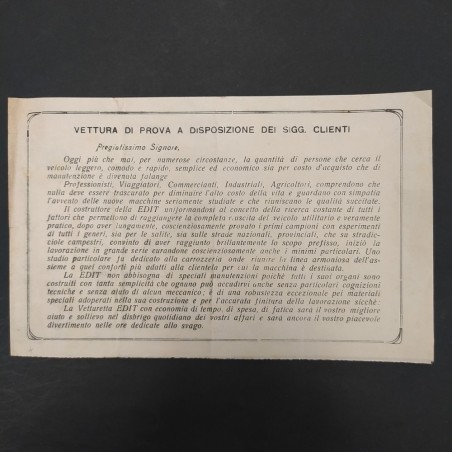 VETTURA DI PROVA A DISPOSIZIONE DEI SIGG. CLIENTI
Pregiatissimo Signore,
Oggi più che mai, per numerose circostanze, la quantità di persone che cerca il
veicolo leggero, comodo e rapido, semplice ed economico sia per costo d'acquisto che di
manutenzione è divenuta falange
Professionisti, Viaggiatori, Commercianti, Industriali, Agricoltori, comprendono che
nulla deve essere trascurato per diminuire l'alto costo della vita e guardano con simpatia
l'avvento delle nuove macchine seriamente studiate e che riuniscano le qualità succitate.
Il costruttore della EDIT uniformandosi al concetto della ricerca costante di tutti i
fattori che permettano di raggiungere la completa riuscita del veicolo utilitario e veramente
pratico, dopo aver lungamente, coscienziosamente provato i primi campioni con esperimenti
di tutti i generi, sia per le salite, sia sulle strade nazionali, provinciali, che su stradic-
ciole campestri, convinto di aver raggiunto brillantemente lo scopo prefisso, iniziò la
lavorazione in grande serie curandone coscienziosamente anche i minimi particolari. Uno
studio particolare fu dedicato alla carrozzeria onde riunire la linea armoniosa dell'as-
sieme a quel conforti più adatti alla clientela per cui la macchina è destinata.
La EDIT non abbisogna di speciali manutenzioni poichè tutti i suoi organi sono
costruiti con tanta semplicità che ognuno può accudirvi anche senza particolari cognizioni
tecniche e senza aiuto di alcun meccanico; è di una robustezza eccezionale pei materiali
speciali adoperati nella sua costruzione e per l'accurata finitura della lavorazione sicchè:
La Vetturetta EDIT con economia di tempo, di spesa, di fatica sarà il vostro migliore
aiuto e sollievo nel disbrigo quotidiano dei vostri affari e sarà ancora il vostro piacevole
divertimento nelle ore dedicate allo svago.